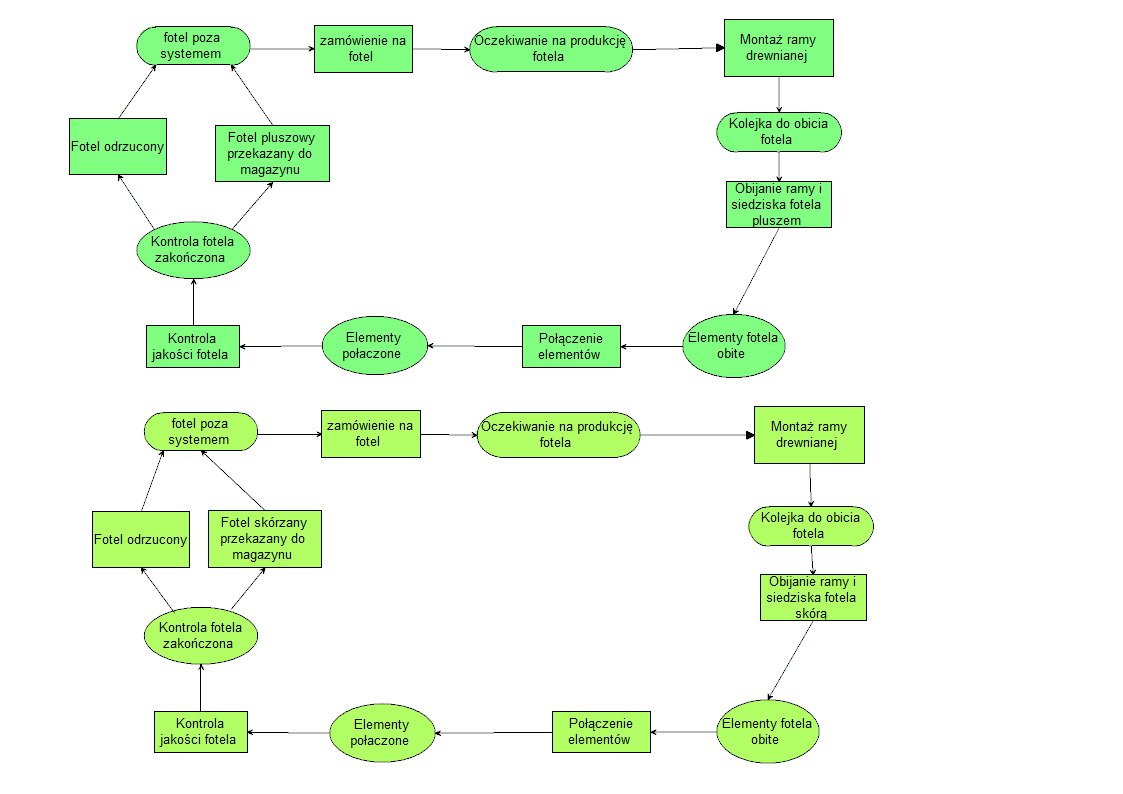 fotel poza
systemem
zamówienie na
fotel
Oczekiwanie na produkcję
fotela
Montaż ramy
drewnianej
Kolejka do obicia
fotela
Obijanie ramy i
siedziska fotela
pluszem
Elementy fotela
obite
Połączenie
elementów
Elementy
połaczone
Kontrola
jakości fotela
Kontrola fotela
zakończona
Fotel odrzucony
Fotel pluszowy
przekazany do
magazynu
fotel poza
systemem
zamówienie na
fotel
Oczekiwanie na produkcję
fotela
Montaż ramy
drewnianej
Kolejka do obicia
fotela
Obijanie ramy i
siedziska fotela
skórą
Elementy fotela
obite
Połączenie
elementów
Elementy
połaczone
Kontrola
jakości fotela
Kontrola fotela
zakończona
Fotel odrzucony
Fotel skórzany
przekazany do
magazynu